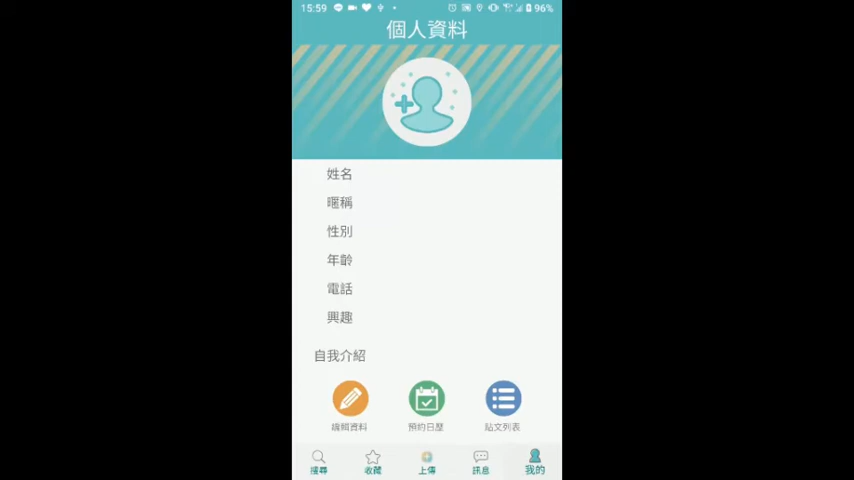 15:59 96%
個人資料
姓名
暱稱
性別
年齡
電話
興趣
自我介紹
編輯資料 預約日歷 貼文列表
搜尋 收藏 上傳 訊息 我的